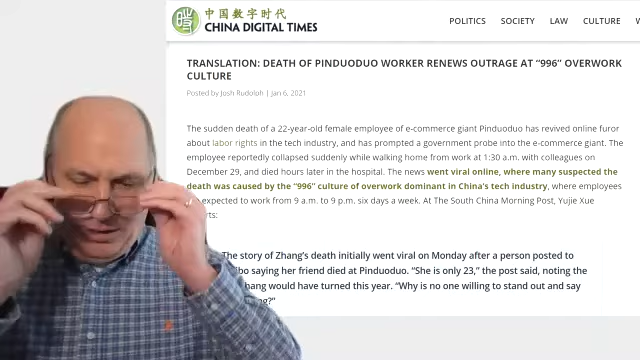 中国数字时代
CHINA DIGITAL TIMES
POLITICS SOCIETY LAW CULTURE
TRANSLATION: DEATH OF PINDUODUO WORKER RENEWS OUTRAGE AT “996” OVERWORK
CULTURE
Posted by Josh Rudolph | Jan 6, 2021
The sudden death of a 22-year-old female employee of e-commerce giant Pinduoduo has revived online furor
about labor rights in the tech industry, and has prompted a government probe into the e-commerce giant. The
employee reportedly collapsed suddenly while walking home from work at 1:30 a.m. with colleagues on
December 29, and died hours later in the hospital. The news went viral online, where many suspected the
death was caused by the “996” culture of overwork dominant in China’s tech industry, where employees
expected to work from 9 a.m. to 9 p.m. six days a week. At The South China Morning Post, Yujie Xue
The story of Zhang’s death initially went viral on Monday after a person posted to
saying her friend died at Pinduoduo. “She is only 23,” the post said, noting the
would have turned this year. “Why is no one willing to stand out and say